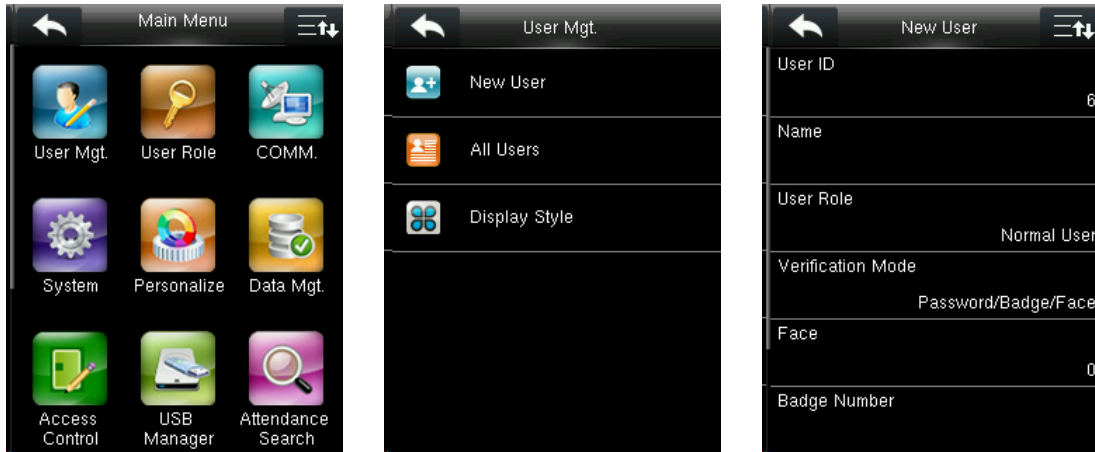 Main Menu
User Mgt.
User Role
COMM.
System
Personalize
Data Mgt.
Access
Control
USB
Manager
Attendance
Search
User Mgt.
New User
All Users
Display Style
New User
User ID
6
Name
User Role
Normal User
Verification Mode
Password/Badge/Face
Face
0
Badge Number